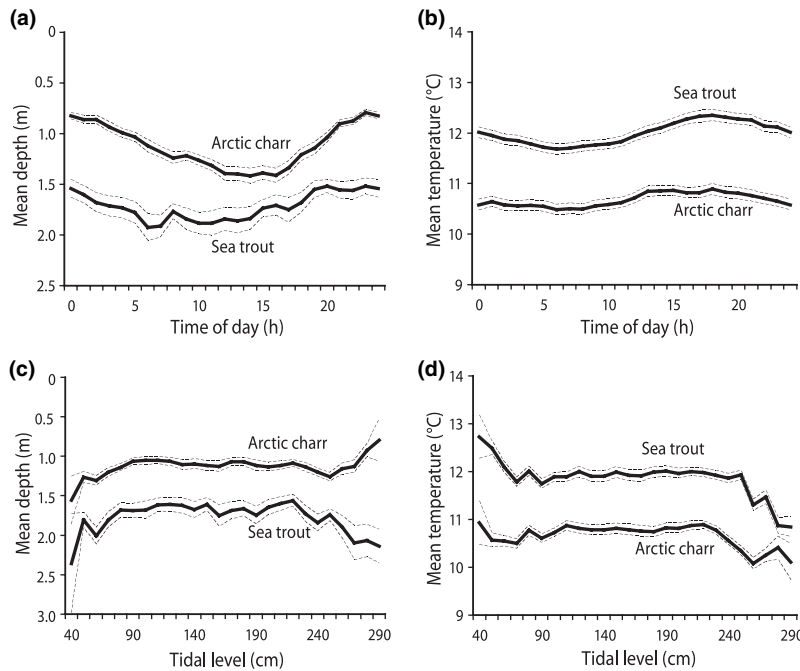 (a)
0
0.5
1.0
1.5
2.0
2.5
Mean depth (m)
Arctic charr
Sea trout
0 5 10 15 20
Time of day (h)
(b)
14
13
12
11
10
9
Mean temperature (°C)
Sea trout
Arctic charr
0 5 10 15 20
Time of day (h)
(c)
0
0.5
1.0
1.5
2.0
2.5
3.0
Mean depth (m)
Arctic charr
Sea trout
40 90 140 190 240 290
Tidal level (cm)
(d)
14
13
12
11
10
9
Mean temperature (°C)
Sea trout
Arctic charr
40 90 140 190 240 290
Tidal level (cm)